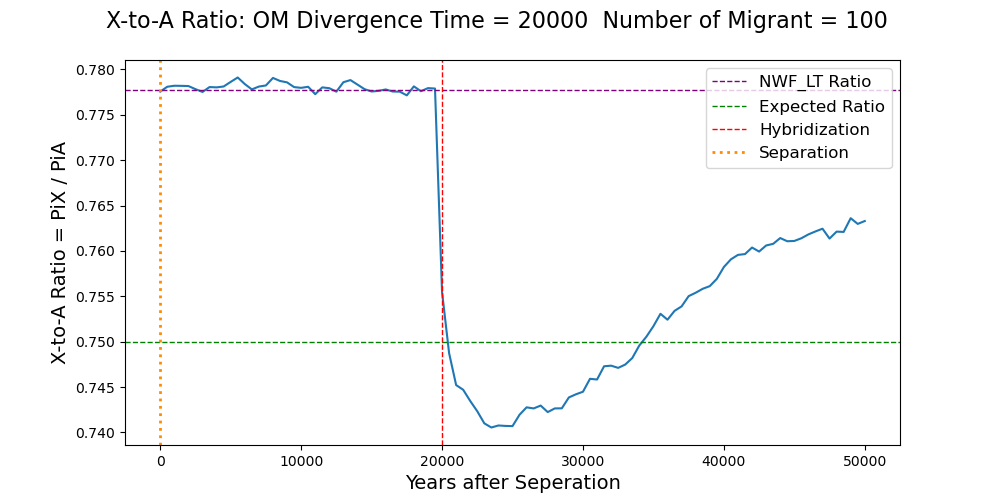 X-to-A Ratio: OM Divergence Time = 20000  Number of Migrant = 100
X-to-A Ratio = PiX / PiA
0.780
0.775
0.770
0.765
0.760
0.755
0.750
0.745
0.740
NWF_LT Ratio
Expected Ratio
Hybridization
Separation
0 10000 20000 30000 40000 50000
Years after Seperation